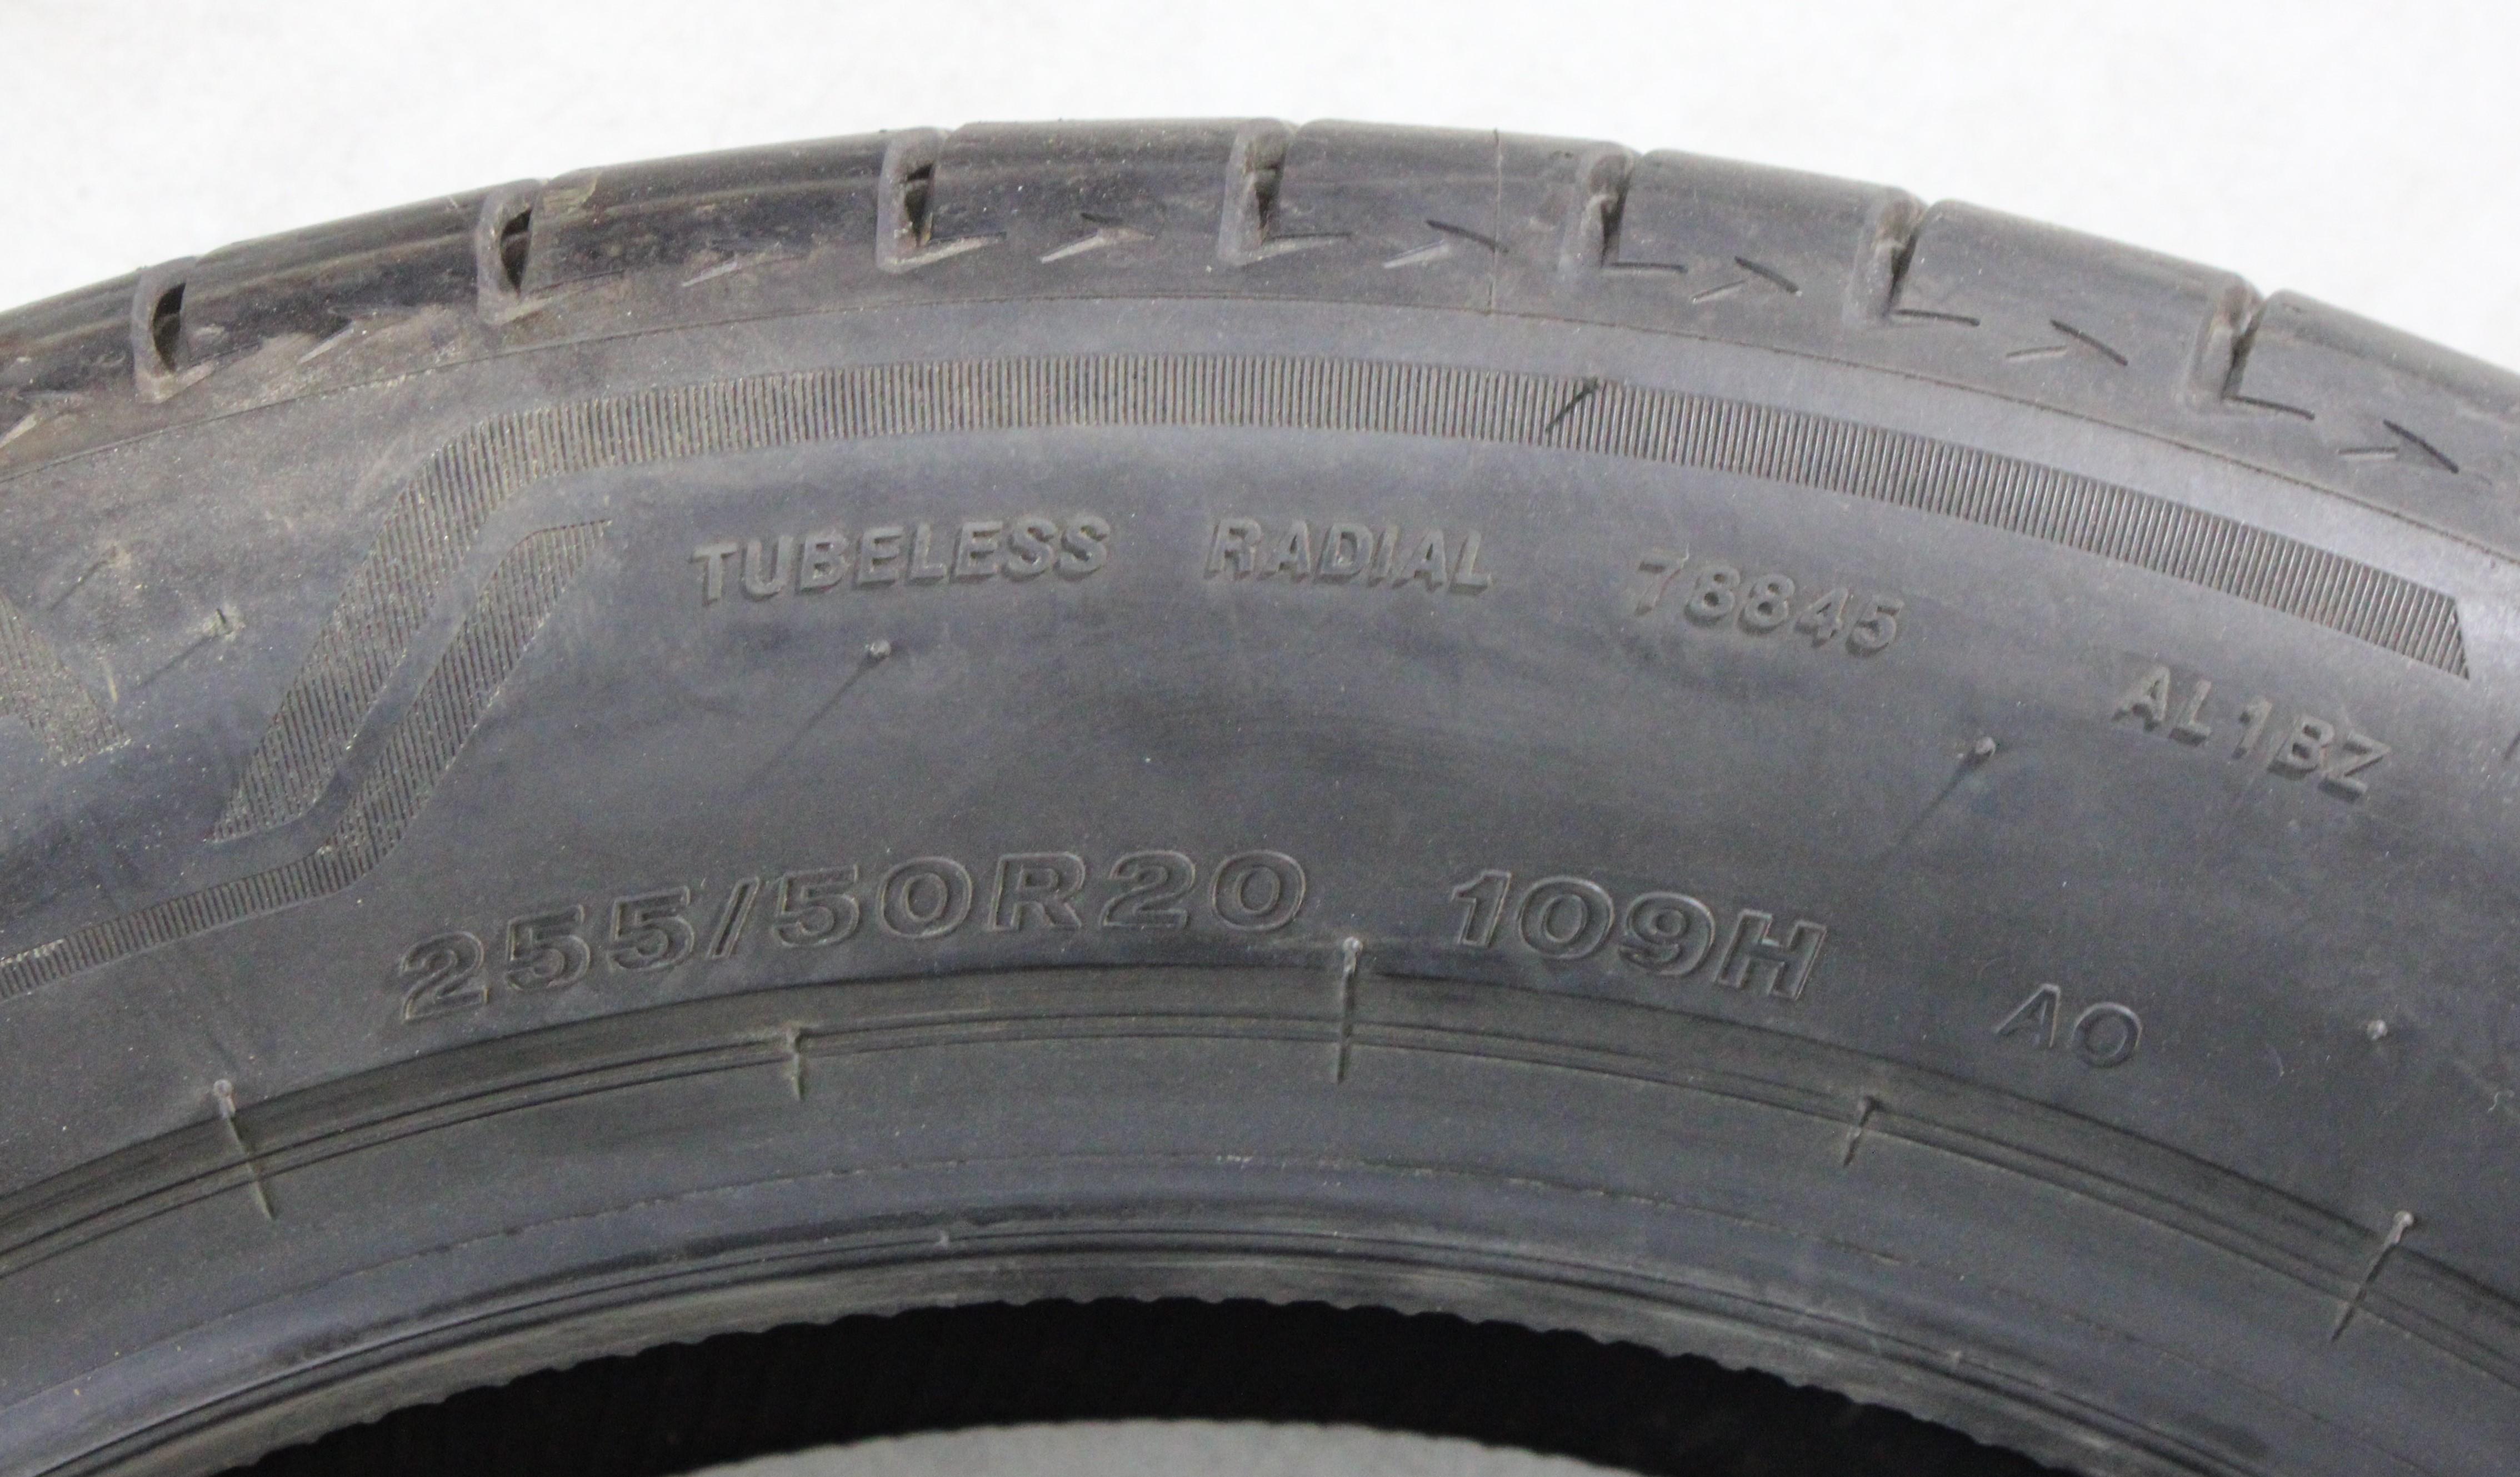 TUBELESS RADIAL 78845 AL1BZ
255/50R20 109H AO